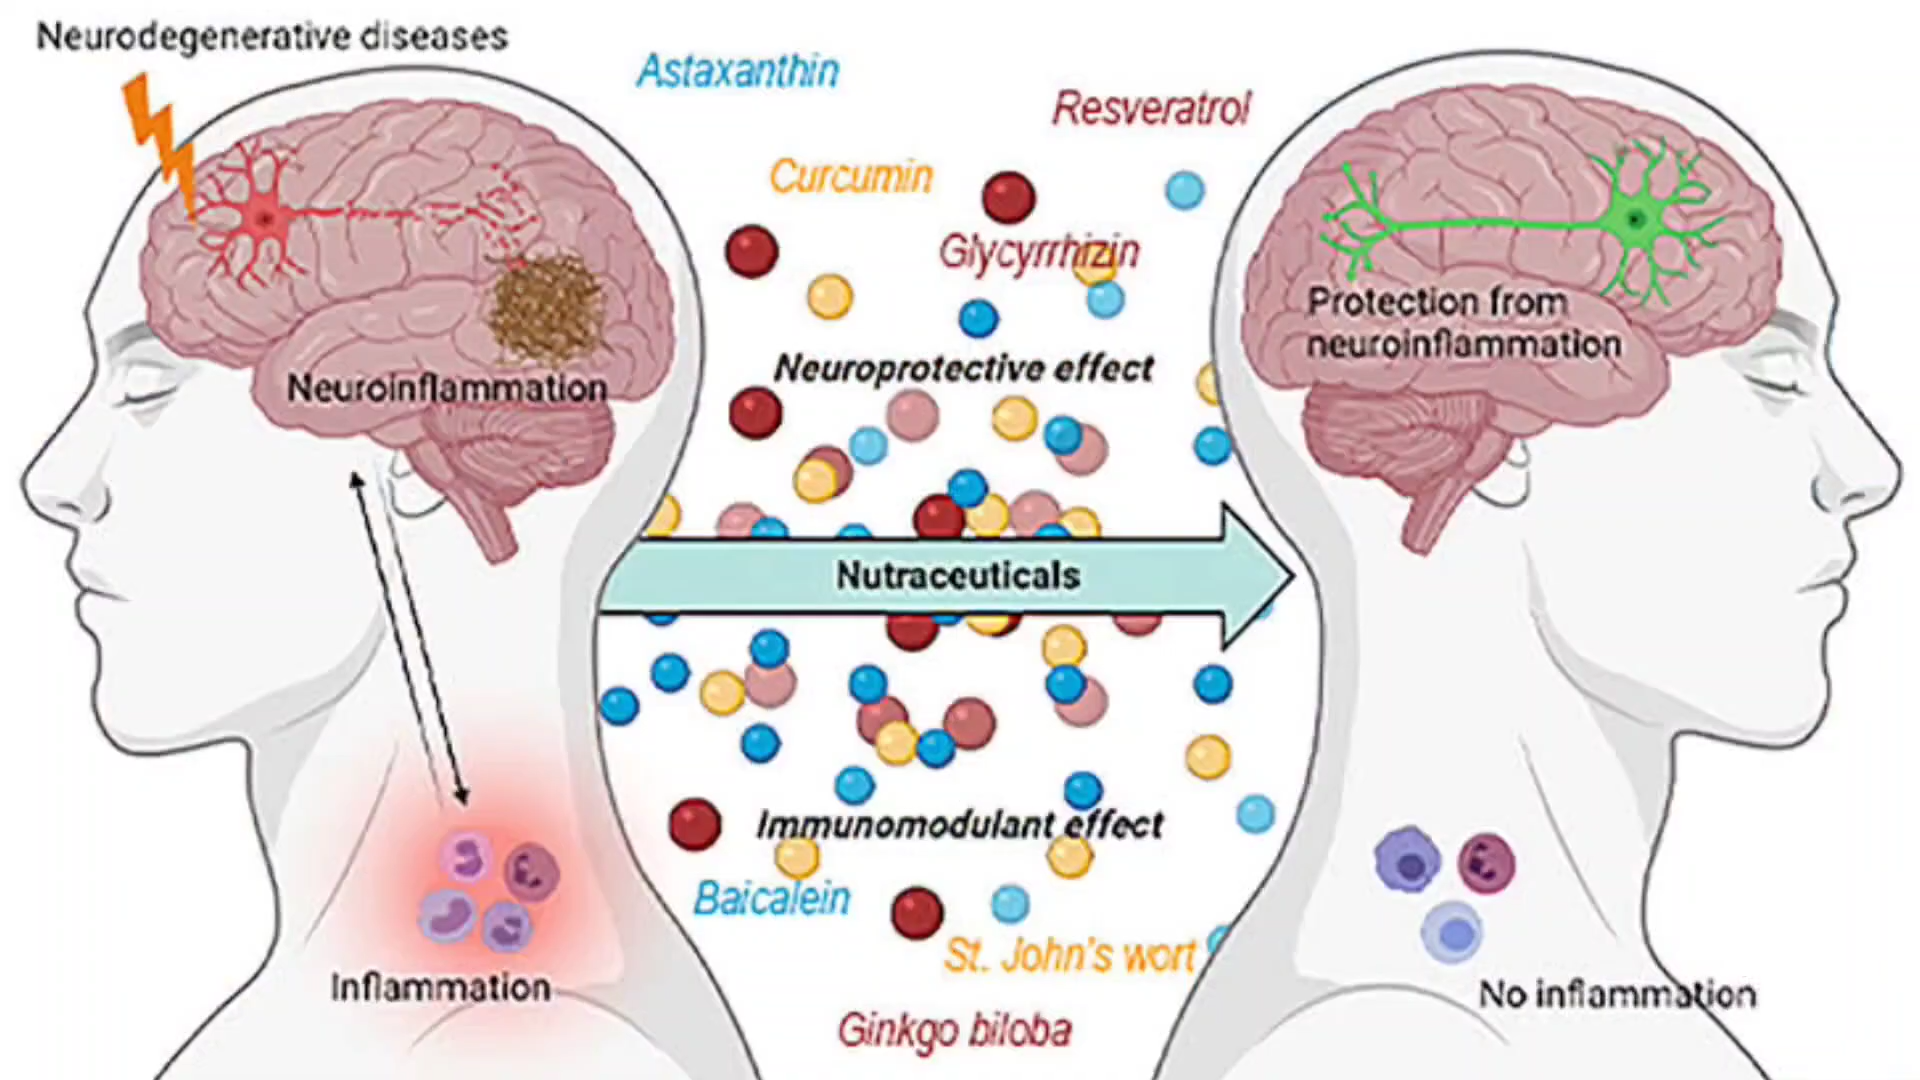 Neurodegenerative diseases
Astaxanthin
Resveratrol
Curcumin
Glycyrrhizin
Neuroprotective effect
Neuroinflammation
Protection from
neuroinflammation
Nutraceuticals
Immunomodulant effect
Baicalein
St. John's wort
Ginkgo biloba
Inflammation
No inflammation